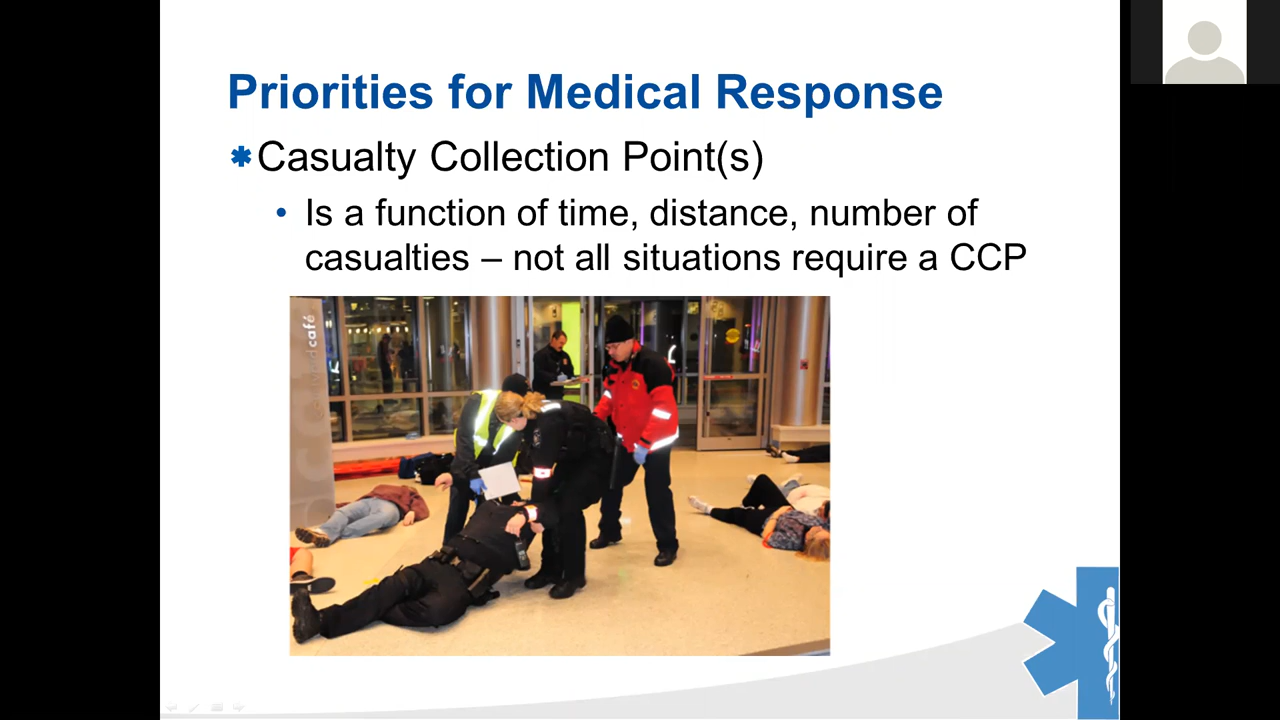 Priorities for Medical Response
Casualty Collection Point(s)
Is a function of time, distance, number of
casualties – not all situations require a CCP
café